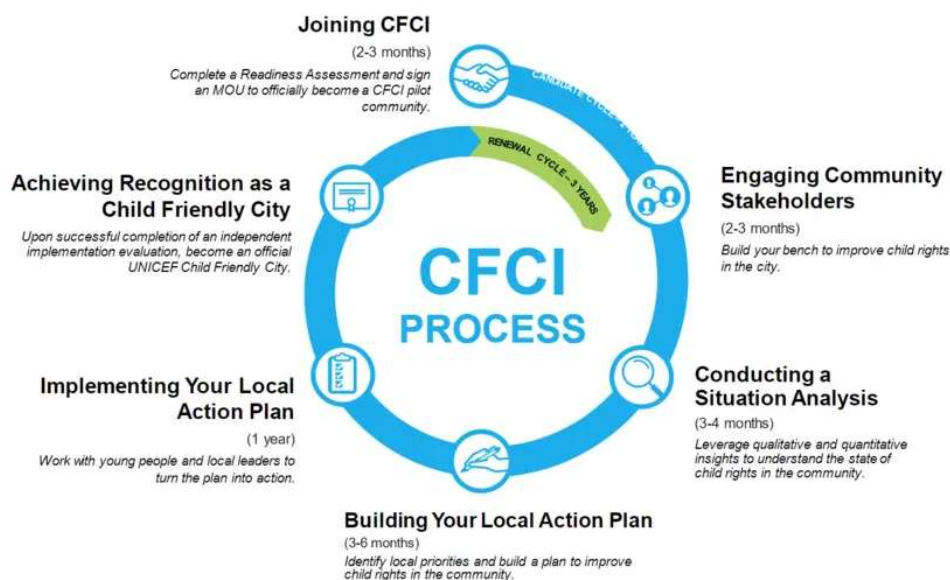 Joining CFCI
(2-3 months)
Complete a Readiness Assessment and sign
an MOU to officially become a CFCI pilot
community.
CANDIDATE CYCLE - 2 YEARS
RENEWAL CYCLE – 3 YEARS
Engaging Community
Stakeholders
(2-3 months)
Build your bench to improve child rights
in the city.
Conducting a
Situation Analysis
(3-4 months)
Leverage qualitative and quantitative
insights to understand the state of
child rights in the community.
Building Your Local Action Plan
(3-6 months)
Identify local priorities and build a plan to improve
child rights in the community.
Implementing Your Local
Action Plan
(1 year)
Work with young people and local leaders to
turn the plan into action.
Achieving Recognition as a
Child Friendly City
Upon successful completion of an independent
implementation evaluation, become an official
UNICEF Child Friendly City.
CFCI
PROCESS